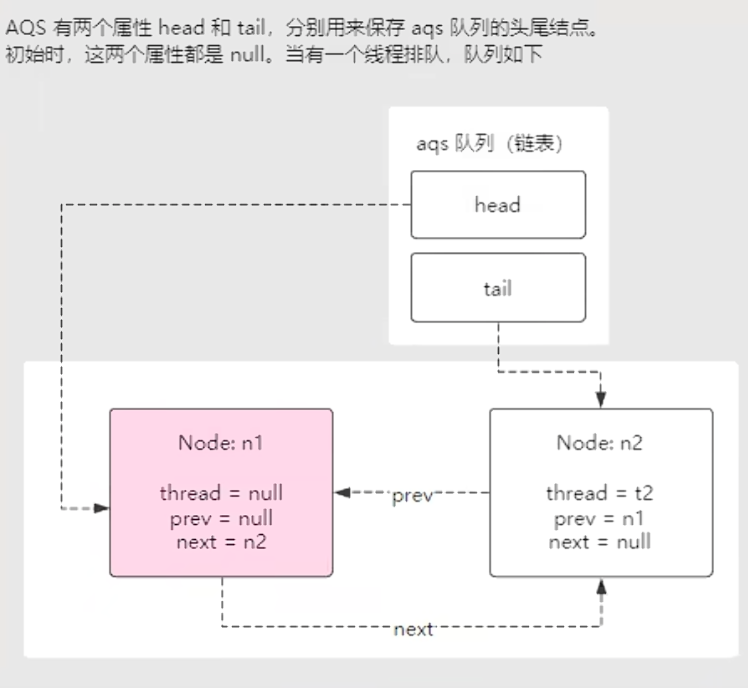 AQS 有两个属性 head 和 tail，分别用来保存 aqs 队列的头尾结点。
初始时，这两个属性都是 null。当有一个线程排队，队列如下
aqs 队列（链表）
head
tail
Node: n1
thread = null
prev = null
next = n2
prev
Node: n2
thread = t2
prev = n1
next = null
next